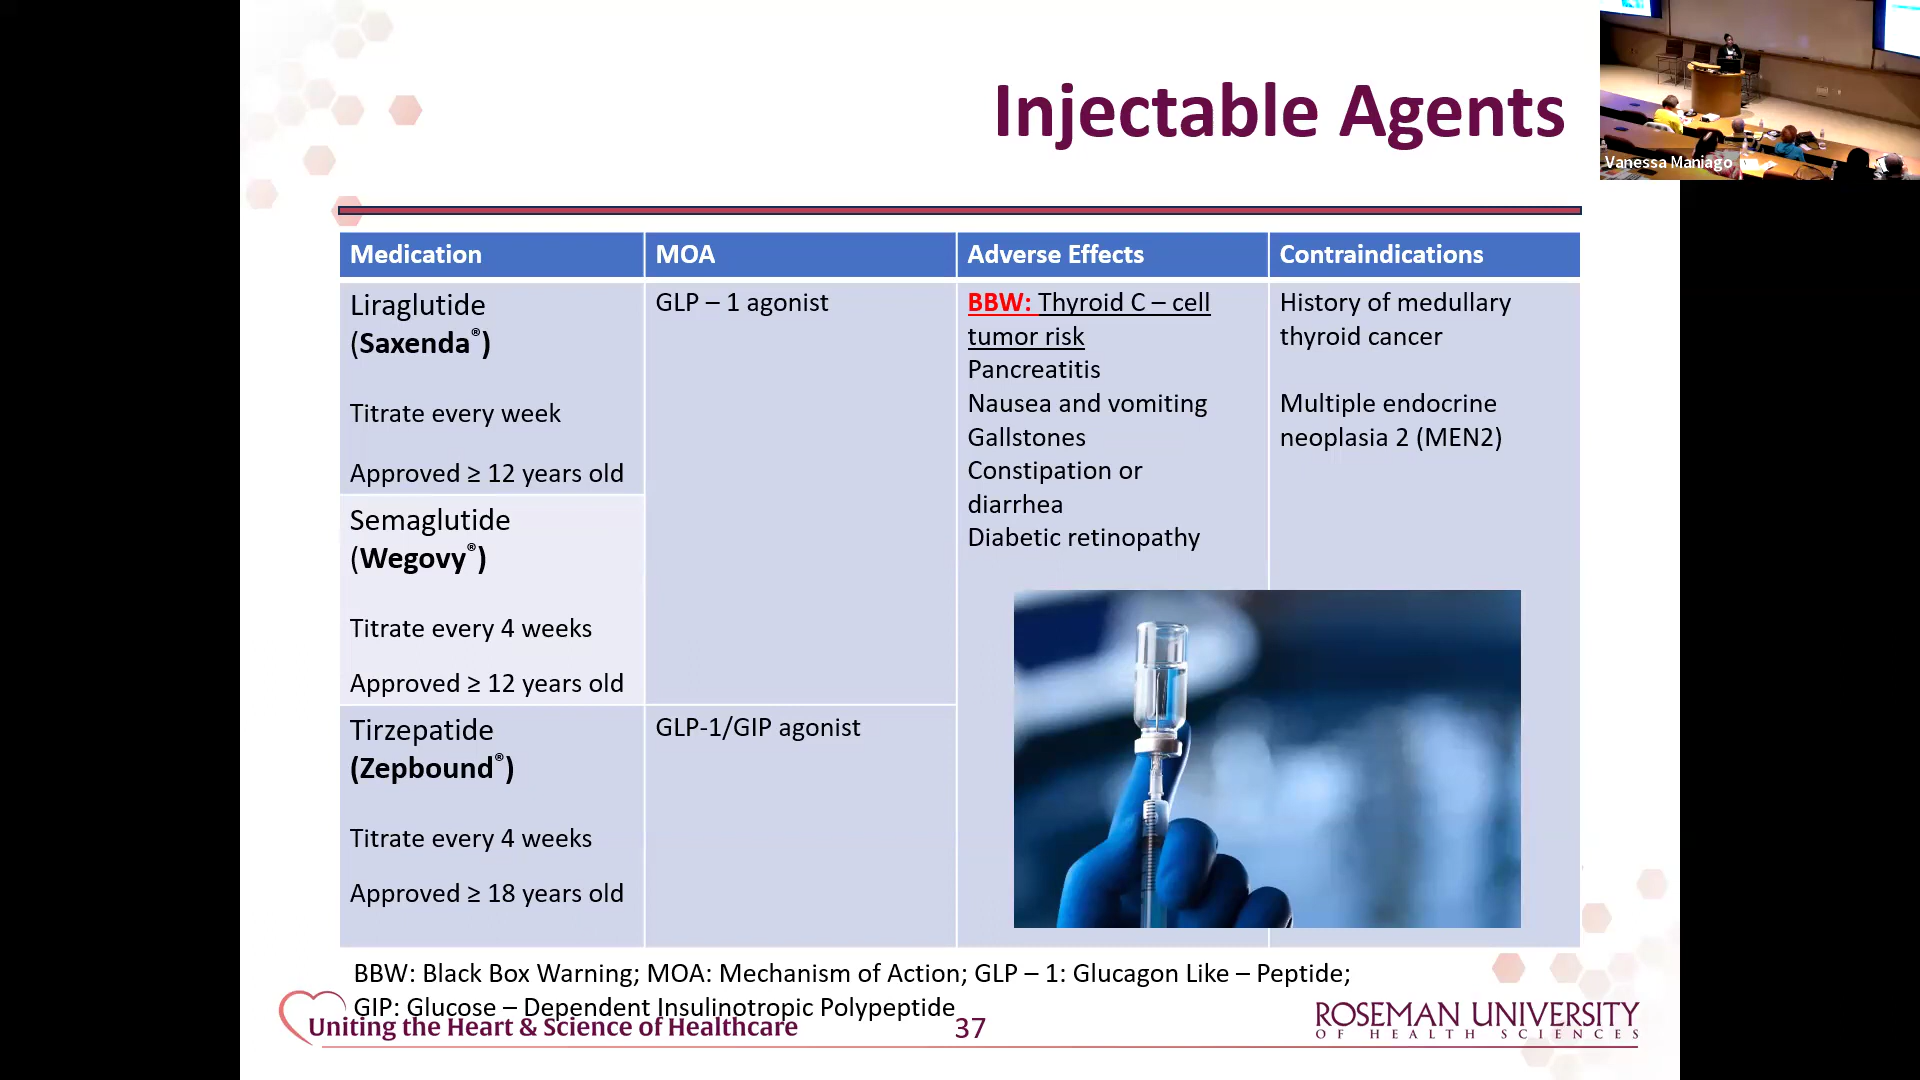 Injectable Agents
Vanessa Maniago
Medication
MOA
Adverse Effects
Contraindications
Liraglutide
(Saxenda®)
Titrate every week
Approved ≥ 12 years old
GLP – 1 agonist
BBW: Thyroid C – cell
tumor risk
Pancreatitis
Nausea and vomiting
Gallstones
Constipation or
diarrhea
Diabetic retinopathy
History of medullary
thyroid cancer
Multiple endocrine
neoplasia 2 (MEN2)
Semaglutide
(Wegovy®)
Titrate every 4 weeks
Approved ≥ 12 years old
Tirzepatide
(Zepbound®)
Titrate every 4 weeks
Approved ≥ 18 years old
GLP-1/GIP agonist
BBW: Black Box Warning; MOA: Mechanism of Action; GLP – 1: Glucagon Like – Peptide;
GIP: Glucose – Dependent Insulinotropic Polypeptide
Uniting the Heart & Science of Healthcare
37
ROSEMAN UNIVERSITY
OF HEALTH SCIENCES